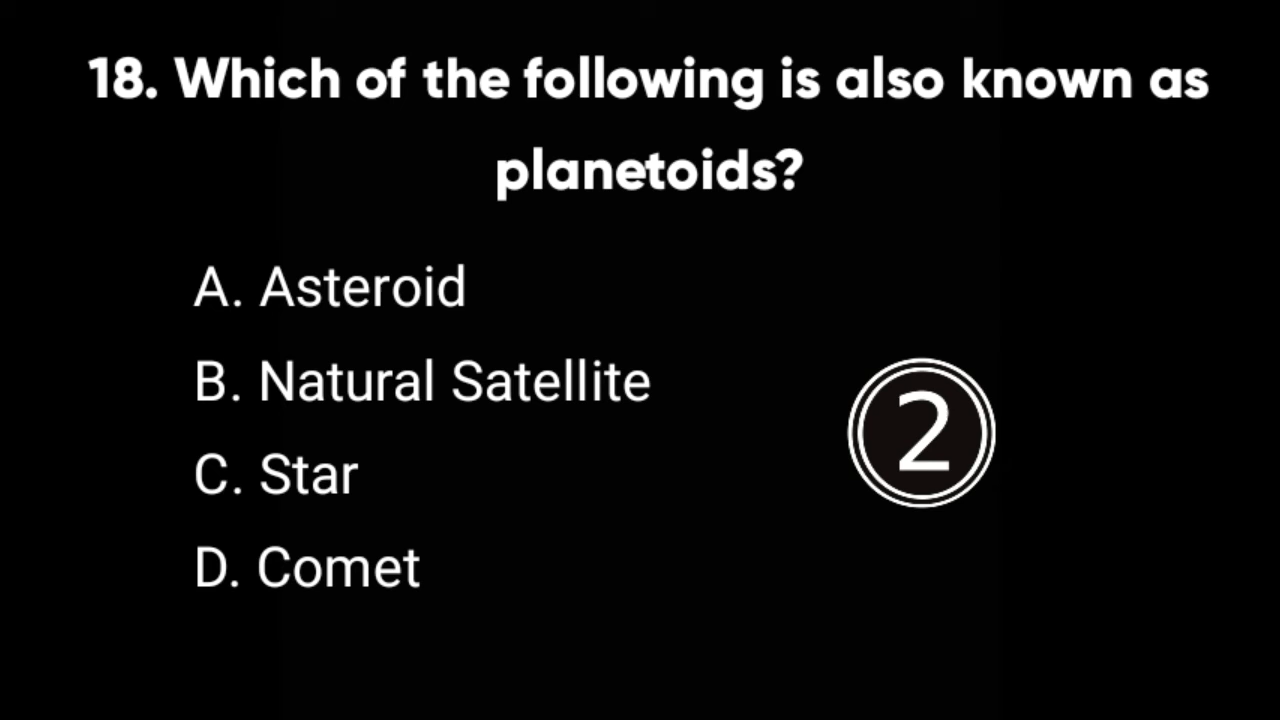 18. Which of the following is also known as
planetoids?
A. Asteroid
B. Natural Satellite
2
C. Star
D. Comet